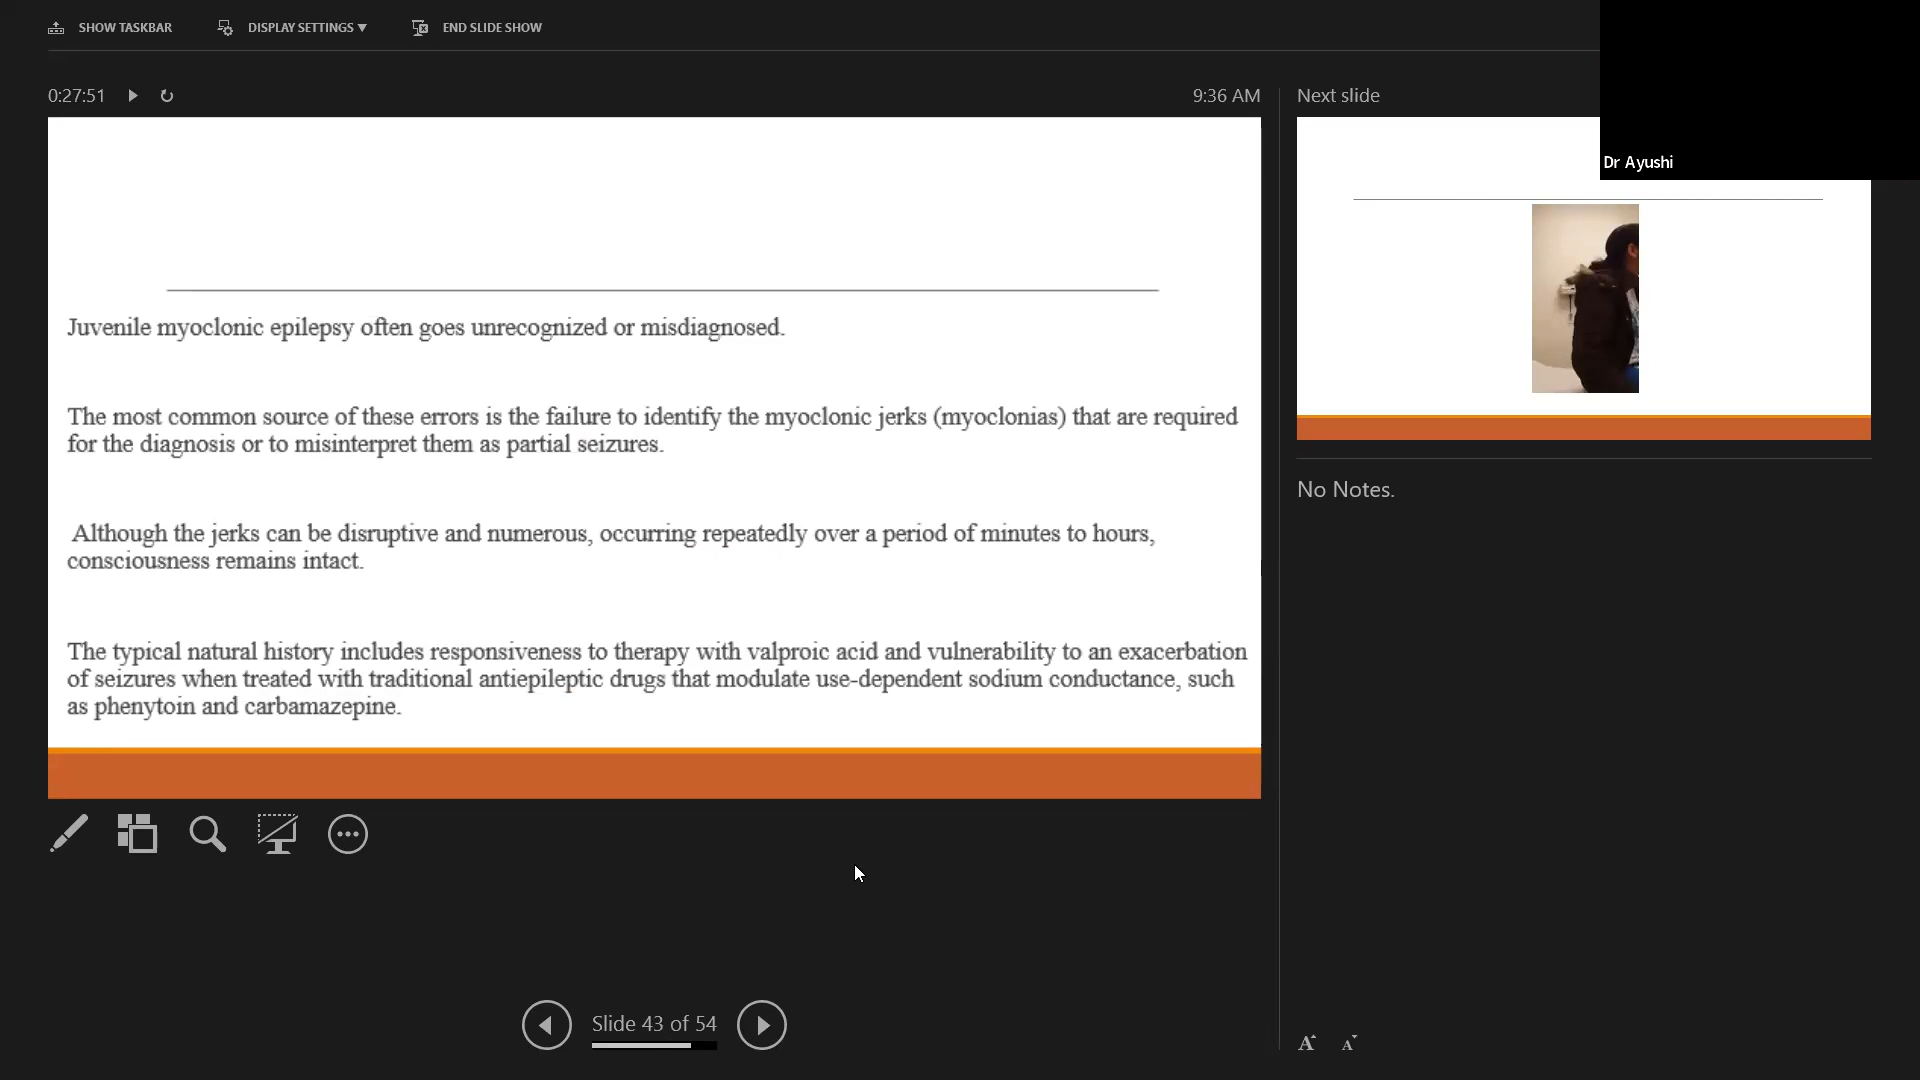 SHOW TASKBAR
DISPLAY SETTINGS ▼
END SLIDE SHOW
0:27:51
9:36 AM
Next slide
Dr Ayushi
Juvenile myoclonic epilepsy often goes unrecognized or misdiagnosed.
The most common source of these errors is the failure to identify the myoclonic jerks (myoclonias) that are required
for the diagnosis or to misinterpret them as partial seizures.
Although the jerks can be disruptive and numerous, occurring repeatedly over a period of minutes to hours,
consciousness remains intact.
The typical natural history includes responsiveness to therapy with valproic acid and vulnerability to an exacerbation
of seizures when treated with traditional antiepileptic drugs that modulate use-dependent sodium conductance, such
as phenytoin and carbamazepine.
No Notes.
Slide 43 of 54
A A